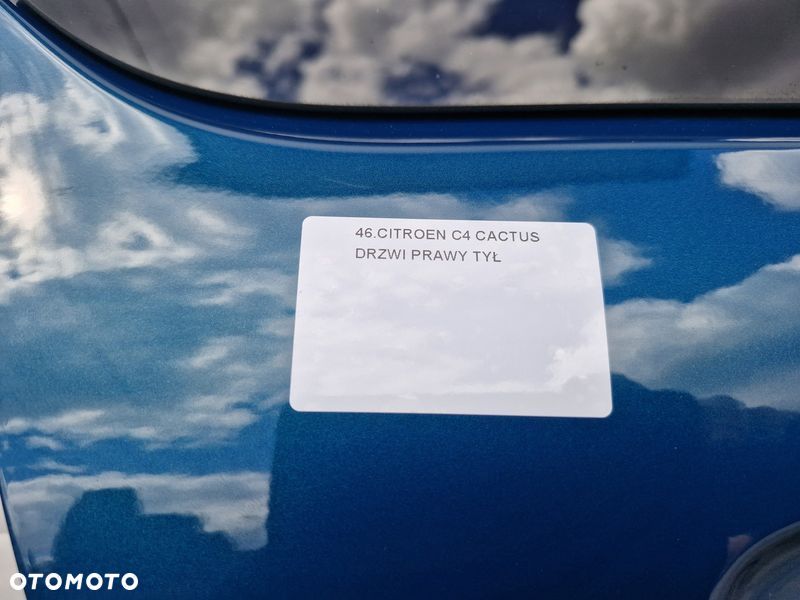 46.CITROEN C4 CACTUS
DRZWI PRAWY TYŁ
OTOMOTO